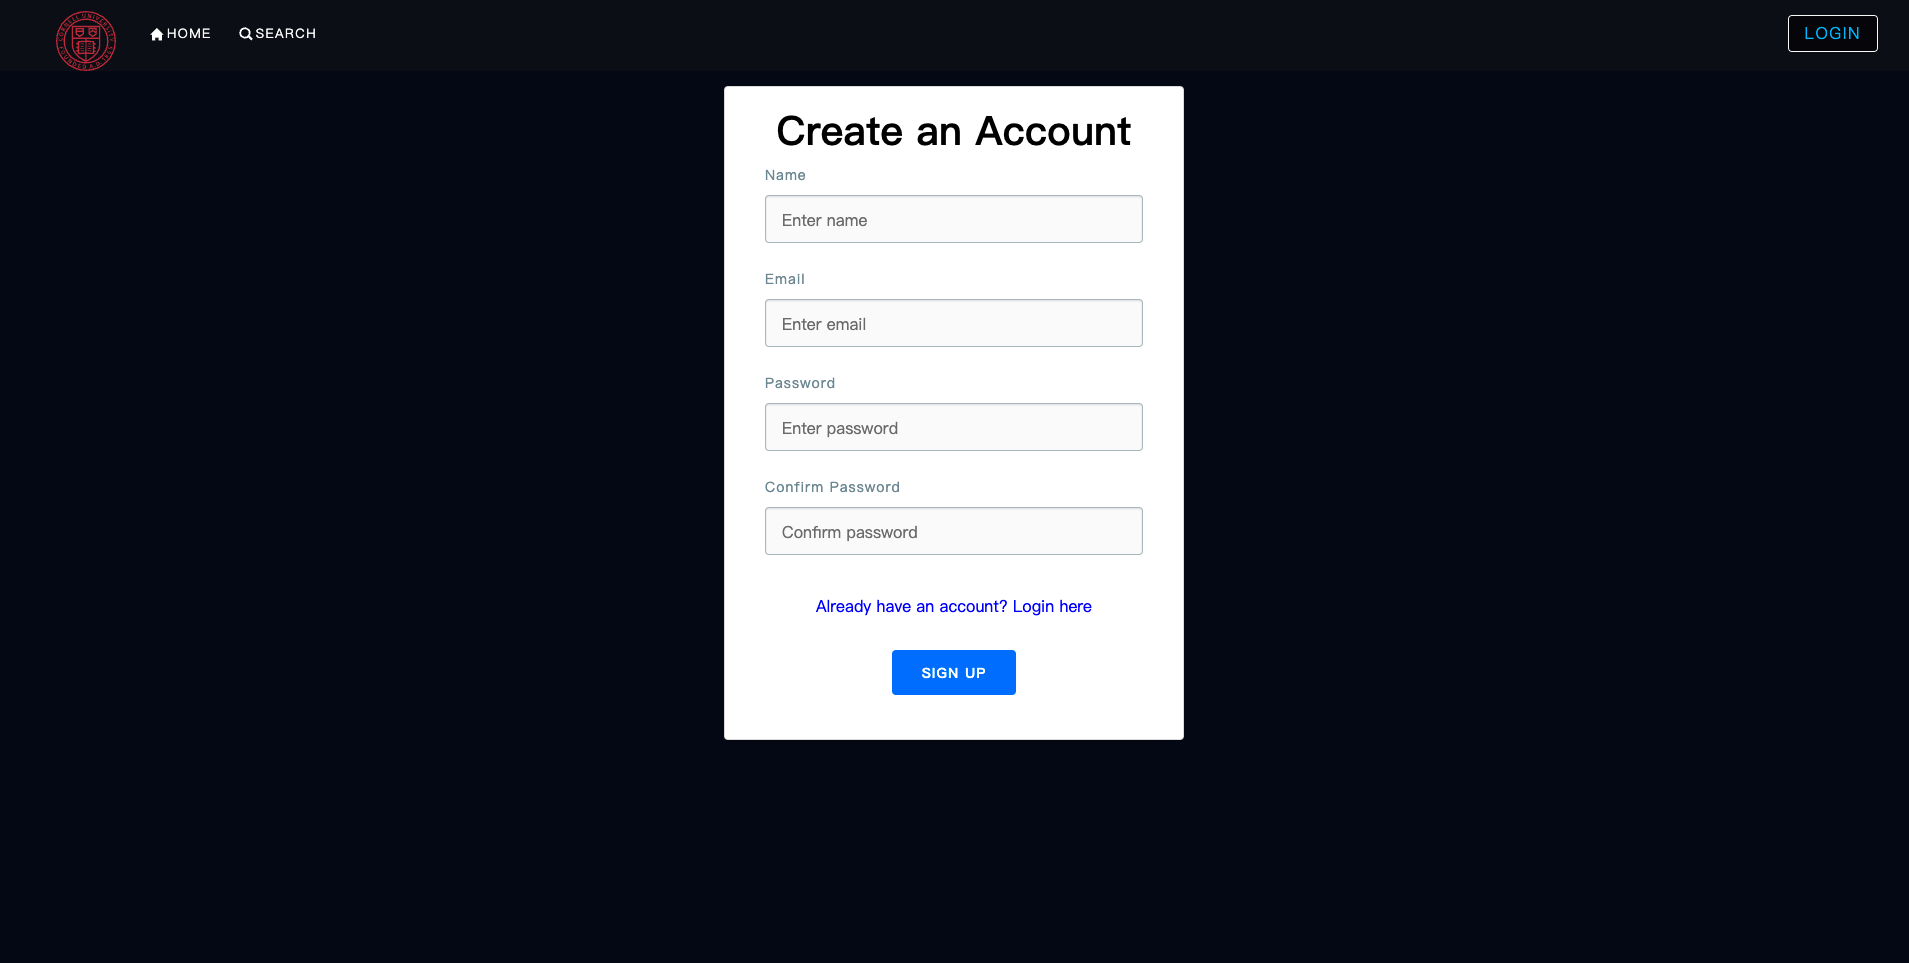 HOME
SEARCH
LOGIN
Create an Account
Name
Enter name
Email
Enter email
Password
Enter password
Confirm Password
Confirm password
Already have an account? Login here
SIGN UP